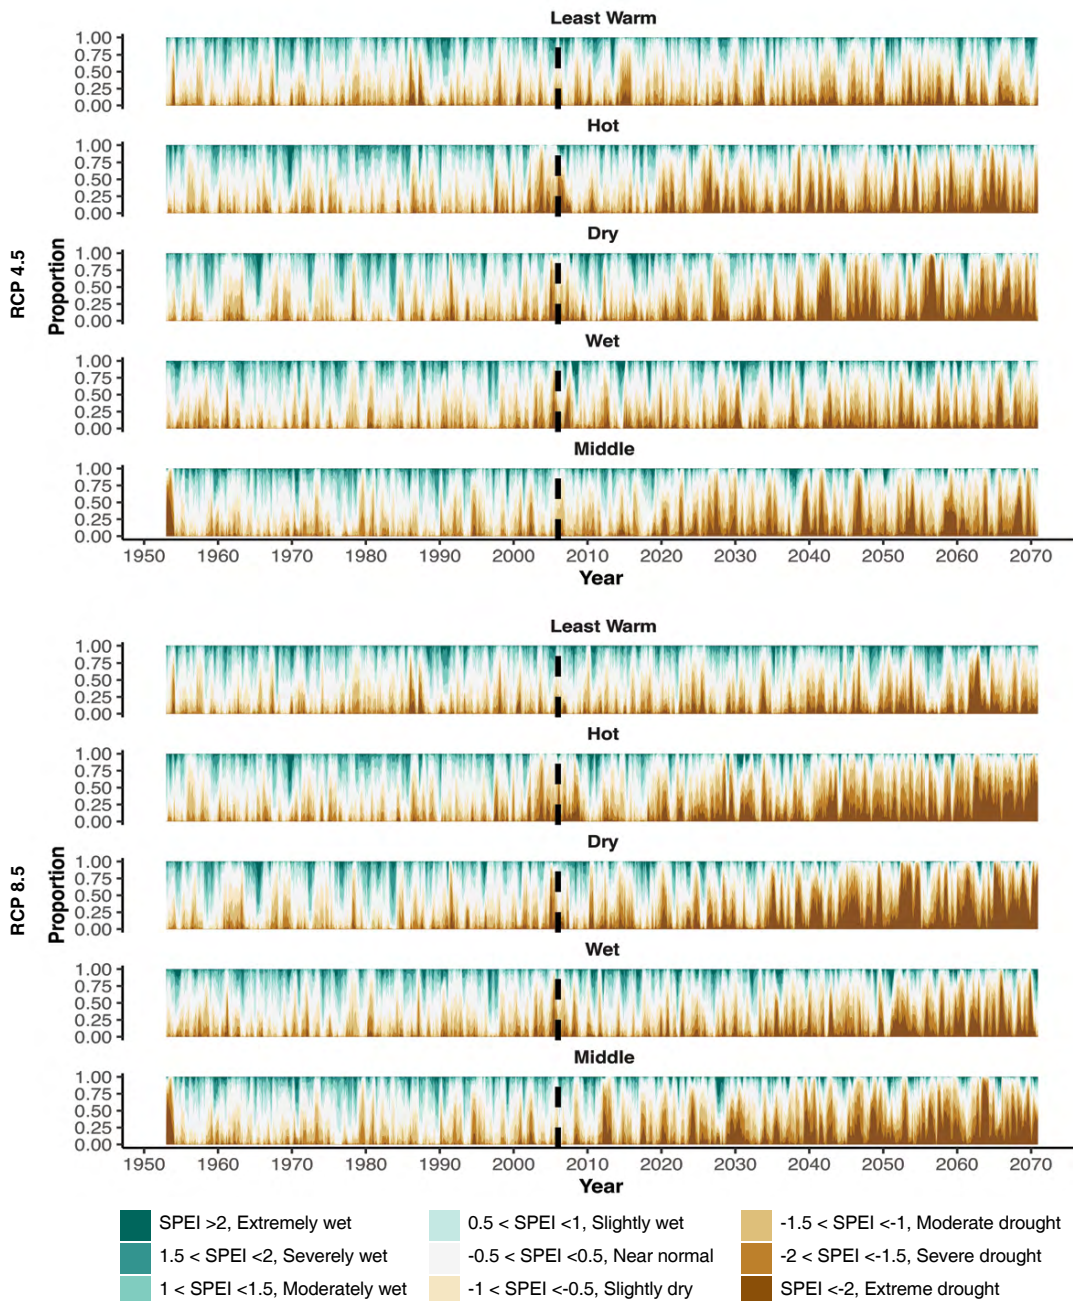 Least Warm
1.00
0.75
0.50
0.25
0.00
Hot
1.00
0.75
0.50
0.25
0.00
Dry
1.00
0.75
0.50
0.25
0.00
Wet
1.00
0.75
0.50
0.25
0.00
Middle
1.00
0.75
0.50
0.25
0.00
RCP 4.5
Proportion
1950 1960 1970 1980 1990 2000 2010 2020 2030 2040 2050 2060 2070
Year
Least Warm
1.00
0.75
0.50
0.25
0.00
Hot
1.00
0.75
0.50
0.25
0.00
Dry
1.00
0.75
0.50
0.25
0.00
Wet
1.00
0.75
0.50
0.25
0.00
Middle
1.00
0.75
0.50
0.25
0.00
RCP 8.5
Proportion
1950 1960 1970 1980 1990 2000 2010 2020 2030 2040 2050 2060 2070
Year
SPEI >2, Extremely wet
1.5 < SPEI <2, Severely wet
1 < SPEI <1.5, Moderately wet
0.5 < SPEI <1, Slightly wet
-0.5 < SPEI <0.5, Near normal
-1 < SPEI <-0.5, Slightly dry
-1.5 < SPEI <-1, Moderate drought
-2 < SPEI <-1.5, Severe drought
SPEI <-2, Extreme drought